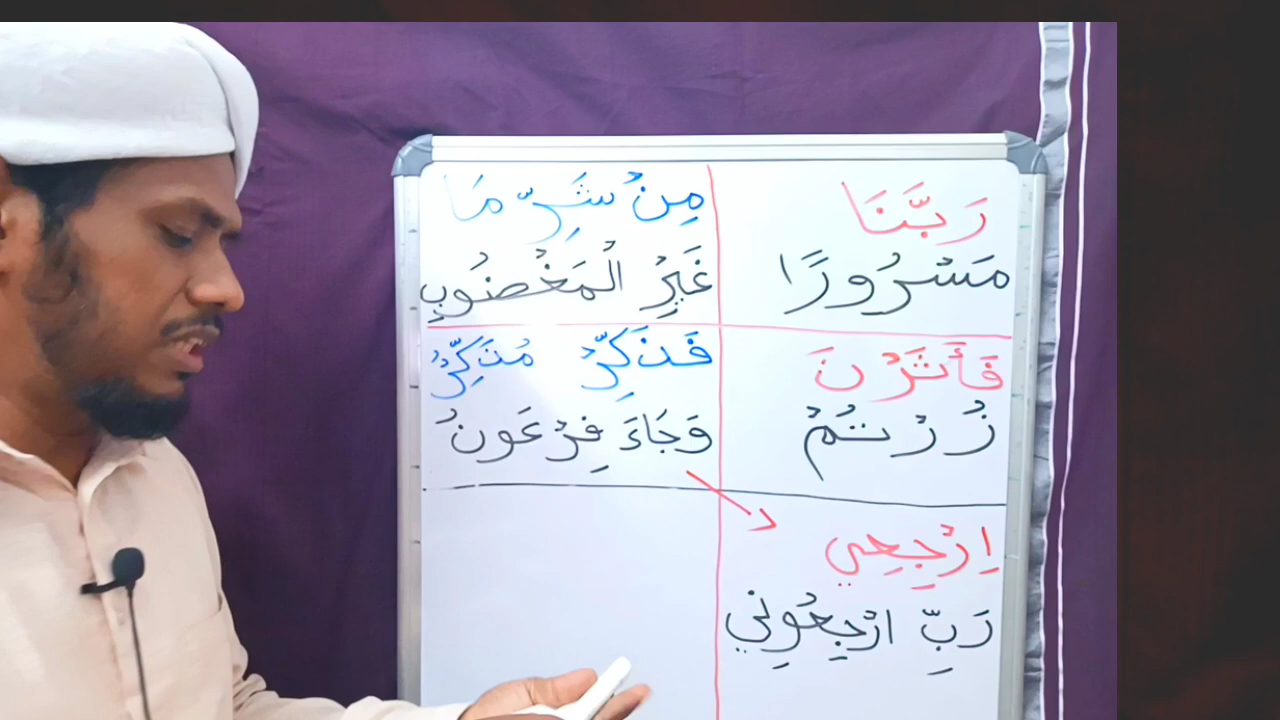 رَبَّنَا
مَسْرُورًا
مِنْ شَرِّ مَا
غَيْرِ الْمَغْضُوبِ
فَأَثَرْنَ
زُرْتُمْ
فَذَكِّرْ مُذَكِّرٌ
وَجَاءَ فِرْعَوْنُ
اِرْجِعِي
رَبِّ ارْجِعُونِي